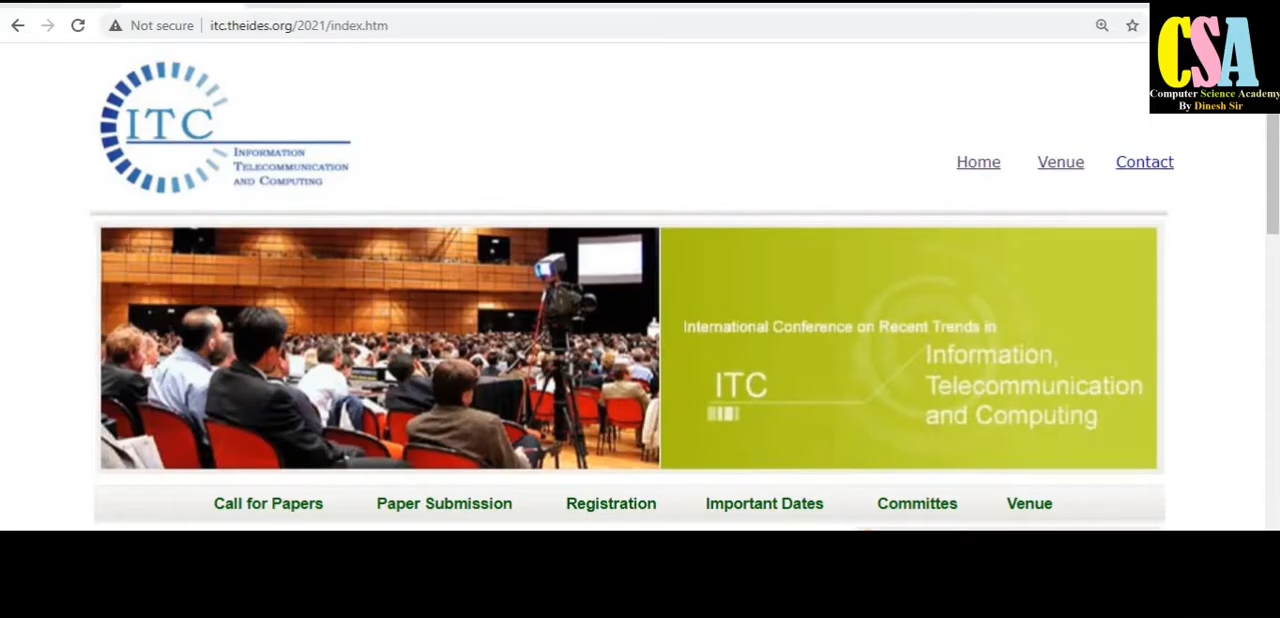 Not secure | itc.theides.org/2021/index.htm
CSA
Computer Science Academy
By Dinesh Sir
ITC
INFORMATION
TELECOMMUNICATION
AND COMPUTING
Home Venue Contact
International Conference on Recent Trends in
ITC
Information,
Telecommunication
and Computing
Call for Papers Paper Submission Registration Important Dates Committes Venue